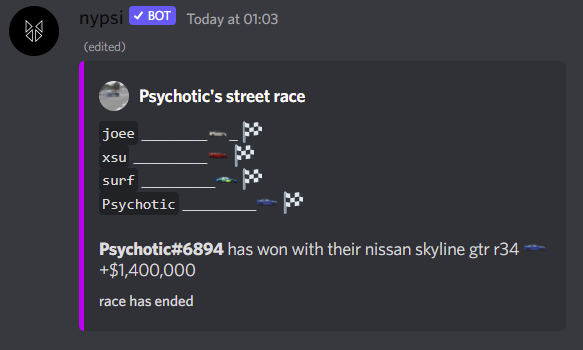 nypsi ✓ BOT Today at 01:03
(edited)
Psychotic's street race
joee _________ _
xsu _________
surf _________
Psychotic _________
Psychotic#6894 has won with their nissan skyline gtr r34
+$1,400,000
race has ended